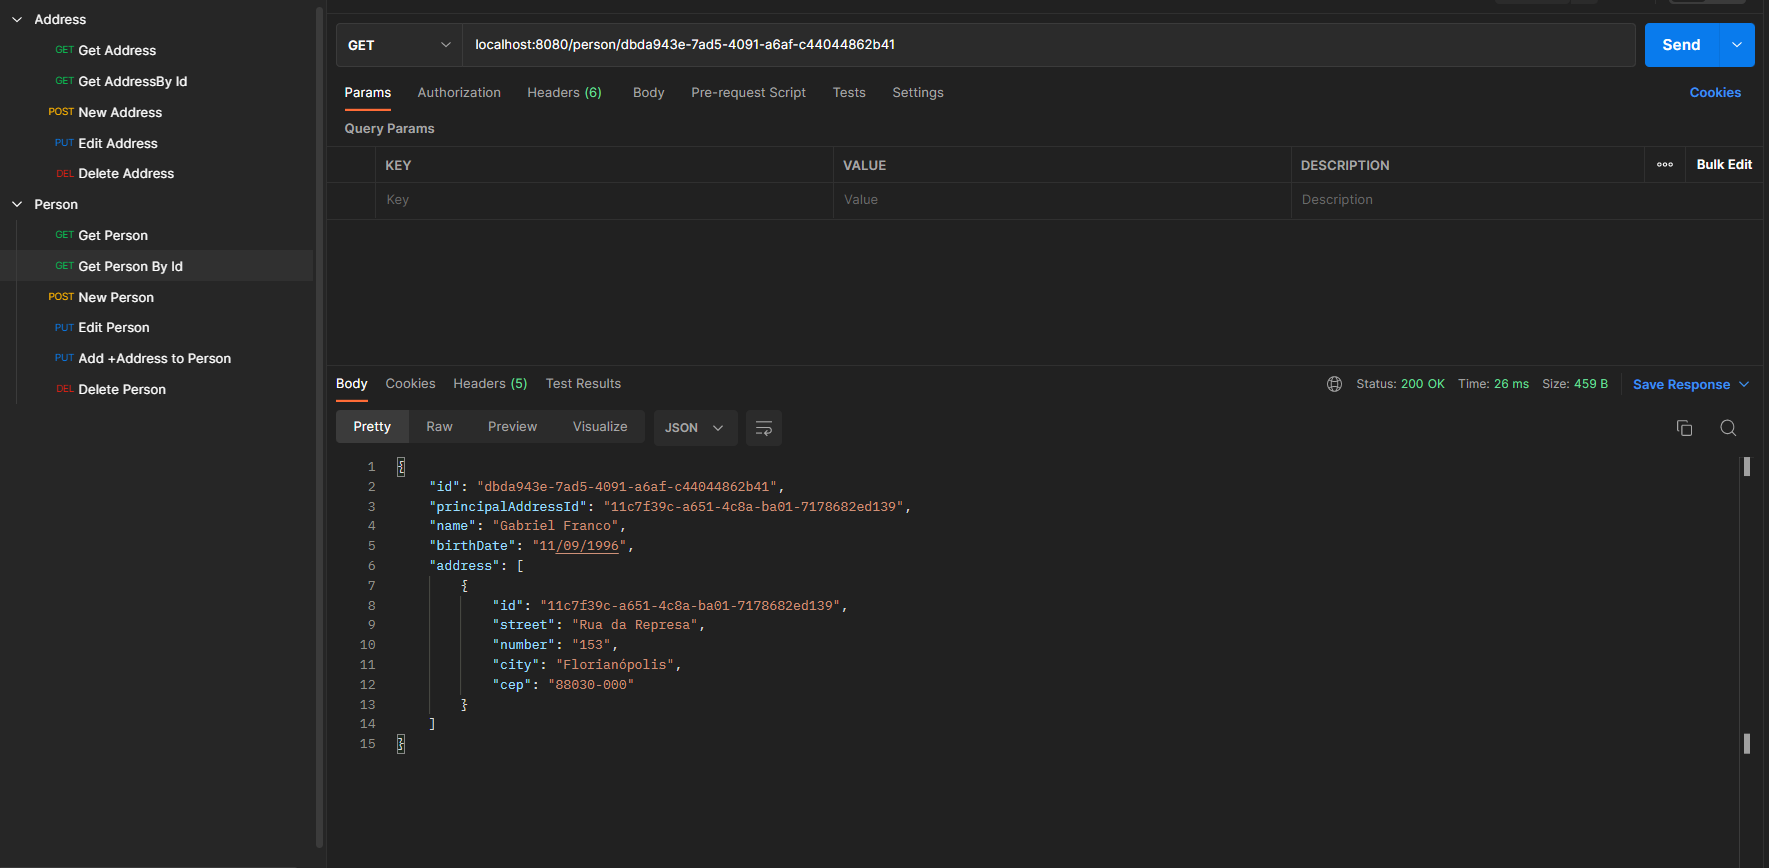 Address
GET Get Address
GET Get AddressBy Id
POST New Address
PUT Edit Address
DEL Delete Address
Person
GET Get Person
GET Get Person By Id
POST New Person
PUT Edit Person
PUT Add +Address to Person
DEL Delete Person
GET localhost:8080/person/dbda943e-7ad5-4091-a6af-c44044862b41 Send
Params Authorization Headers (6) Body Pre-request Script Tests Settings Cookies
Query Params
KEY VALUE DESCRIPTION ooo Bulk Edit
Key Value Description
Body Cookies Headers (5) Test Results Status: 200 OK Time: 26 ms Size: 459 B Save Response
Pretty Raw Preview Visualize JSON
1 {
2 "id": "dbda943e-7ad5-4091-a6af-c44044862b41",
3 "principalAddressId": "11c7f39c-a651-4c8a-ba01-7178682ed139",
4 "name": "Gabriel Franco",
5 "birthDate": "11/09/1996",
6 "address": [
7 {
8 "id": "11c7f39c-a651-4c8a-ba01-7178682ed139",
9 "street": "Rua da Represa",
10 "number": "153",
11 "city": "Florianópolis",
12 "cep": "88030-000"
13 }
14 ]
15 }